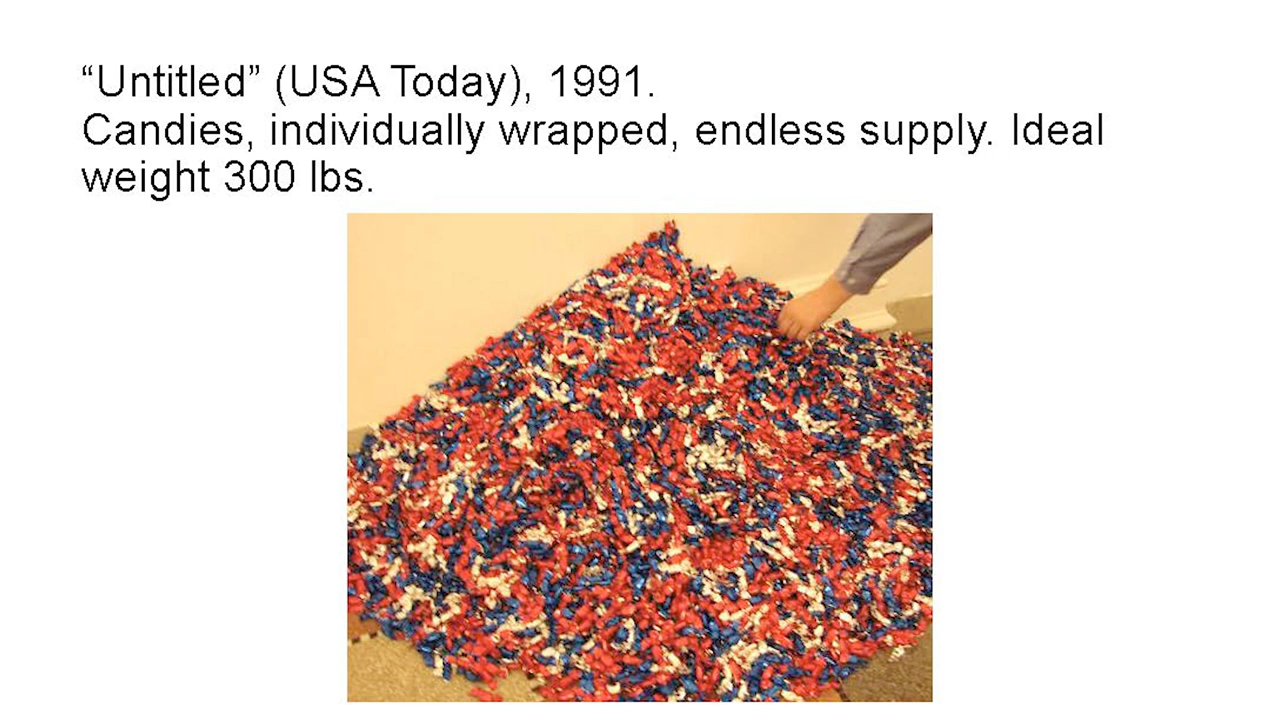 “Untitled” (USA Today), 1991.
Candies, individually wrapped, endless supply. Ideal
weight 300 lbs.